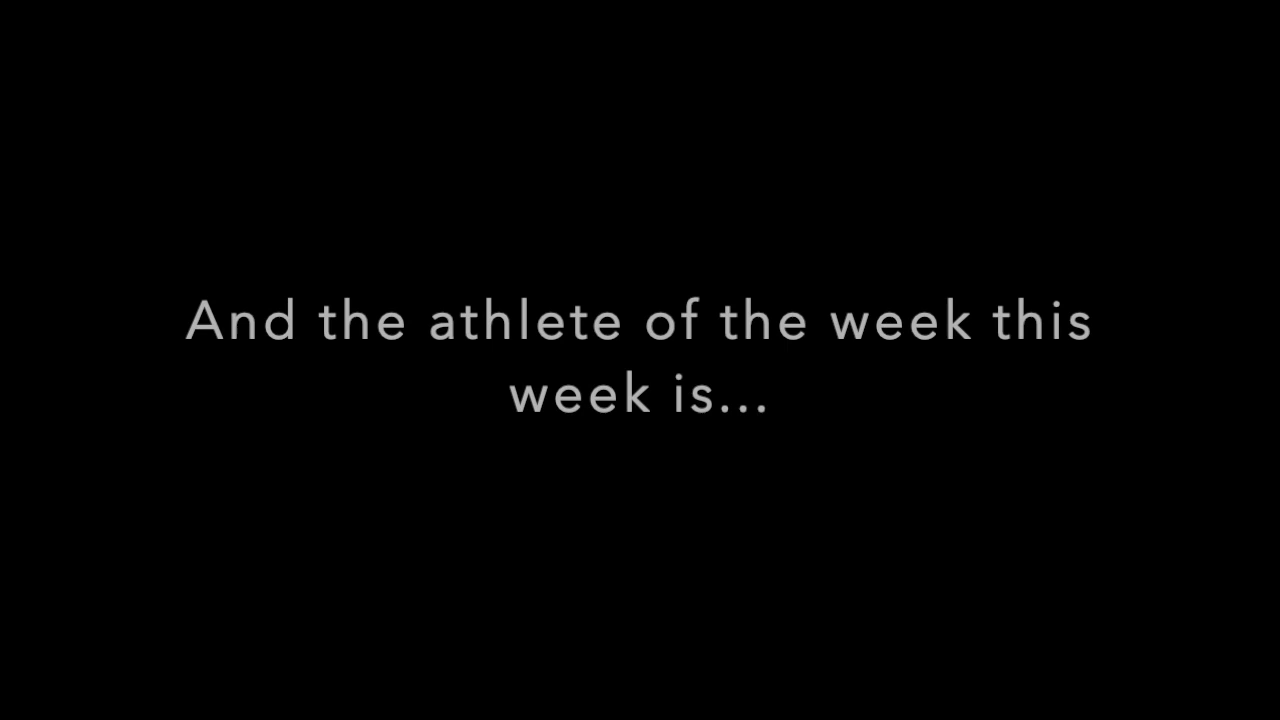 And the athlete of the week this
week is...